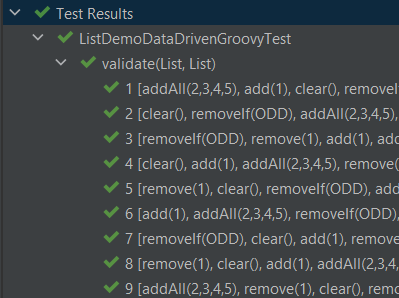 Test Results
ListDemoDataDrivenGroovyTest
validate(List, List)
1 [addAll(2,3,4,5), add(1), clear(), removeIf(
2 [clear(), removeIf(ODD), addAll(2,3,4,5),
3 [removeIf(ODD), remove(1), add(1), add
4 [clear(), add(1), addAll(2,3,4,5), remove(
5 [remove(1), clear(), removeIf(ODD), add
6 [add(1), addAll(2,3,4,5), removeIf(ODD),
7 [removeIf(ODD), clear(), add(1), remove
8 [remove(1), add(1), clear(), addAll(2,3,4
9 [addAll(2,3,4,5), remove(1), clear(), add(